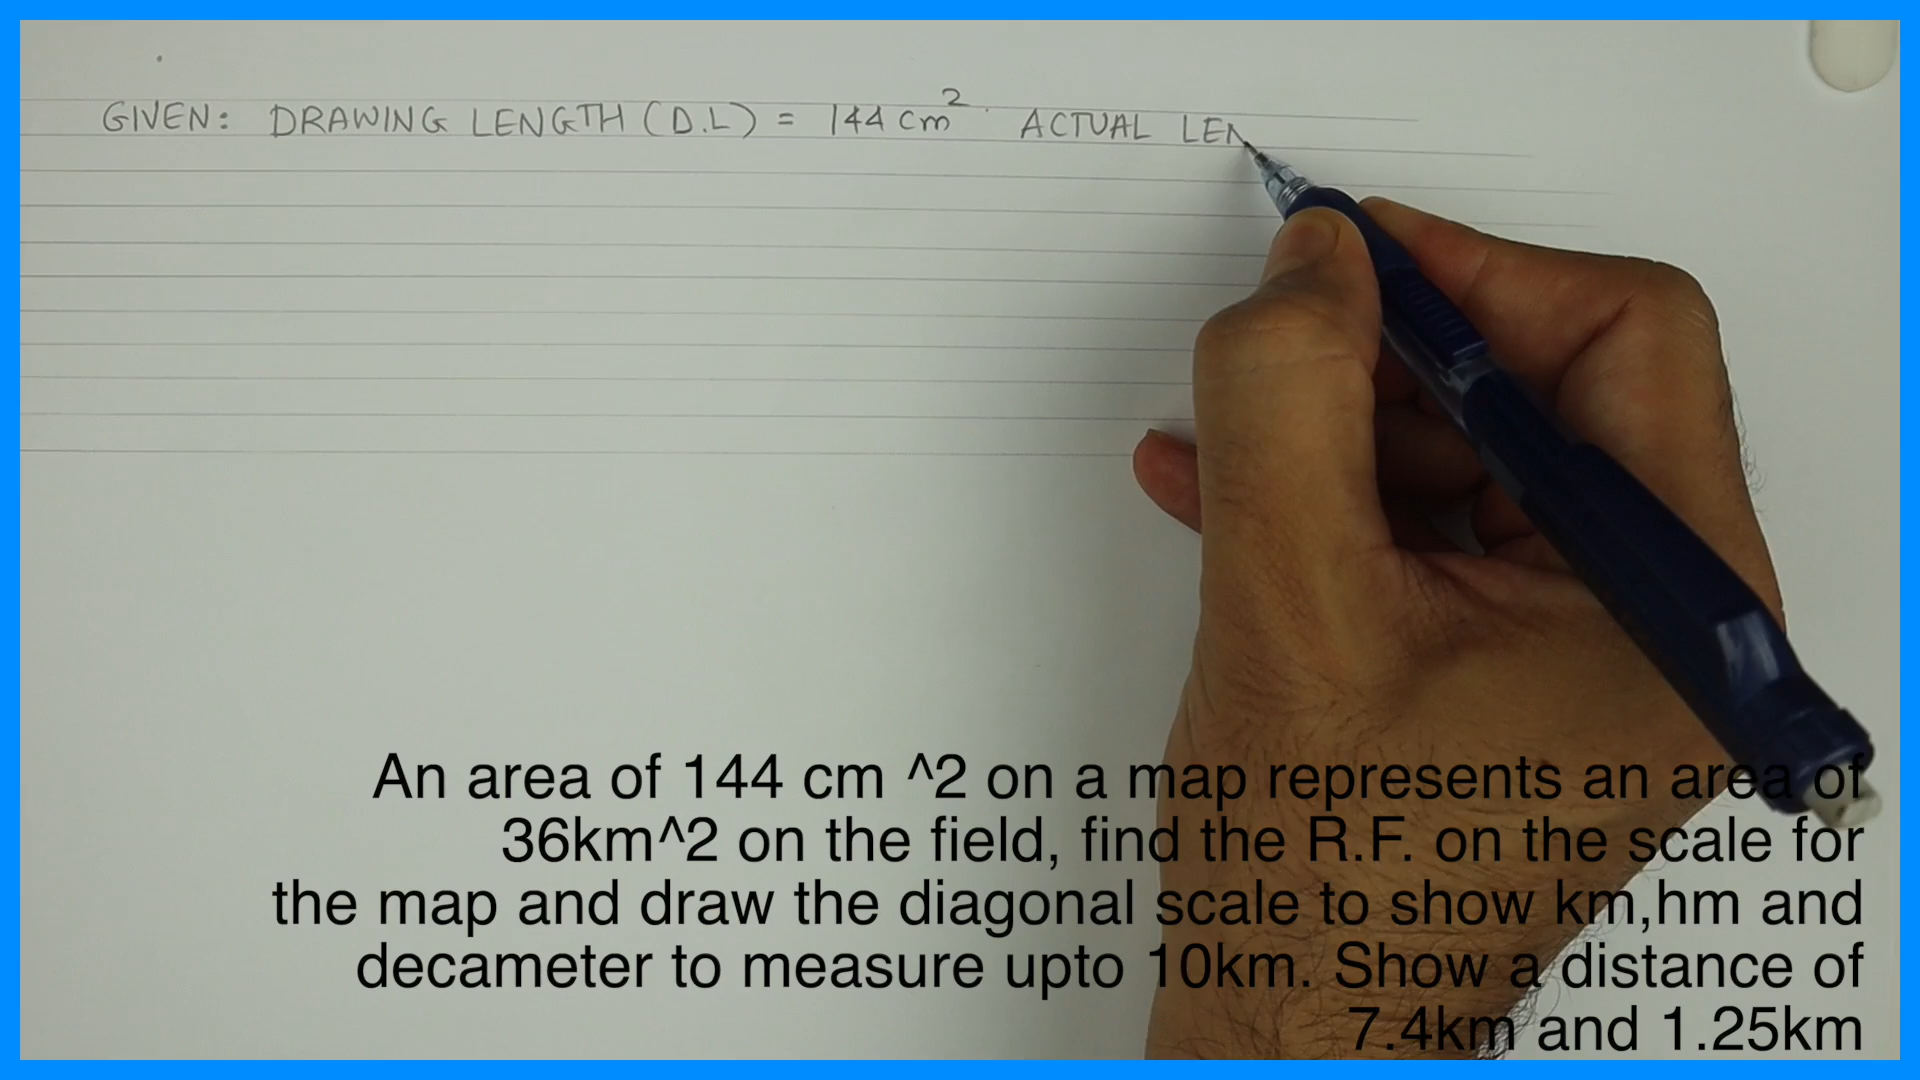 GIVEN: DRAWING LENGTH (D.L) = 144 cm² ACTUAL LEN
An area of 144 cm ^2 on a map represents an area of
36km^2 on the field, find the R.F. on the scale for
the map and draw the diagonal scale to show km,hm and
decameter to measure upto 10km. Show a distance of
7.4km and 1.25km